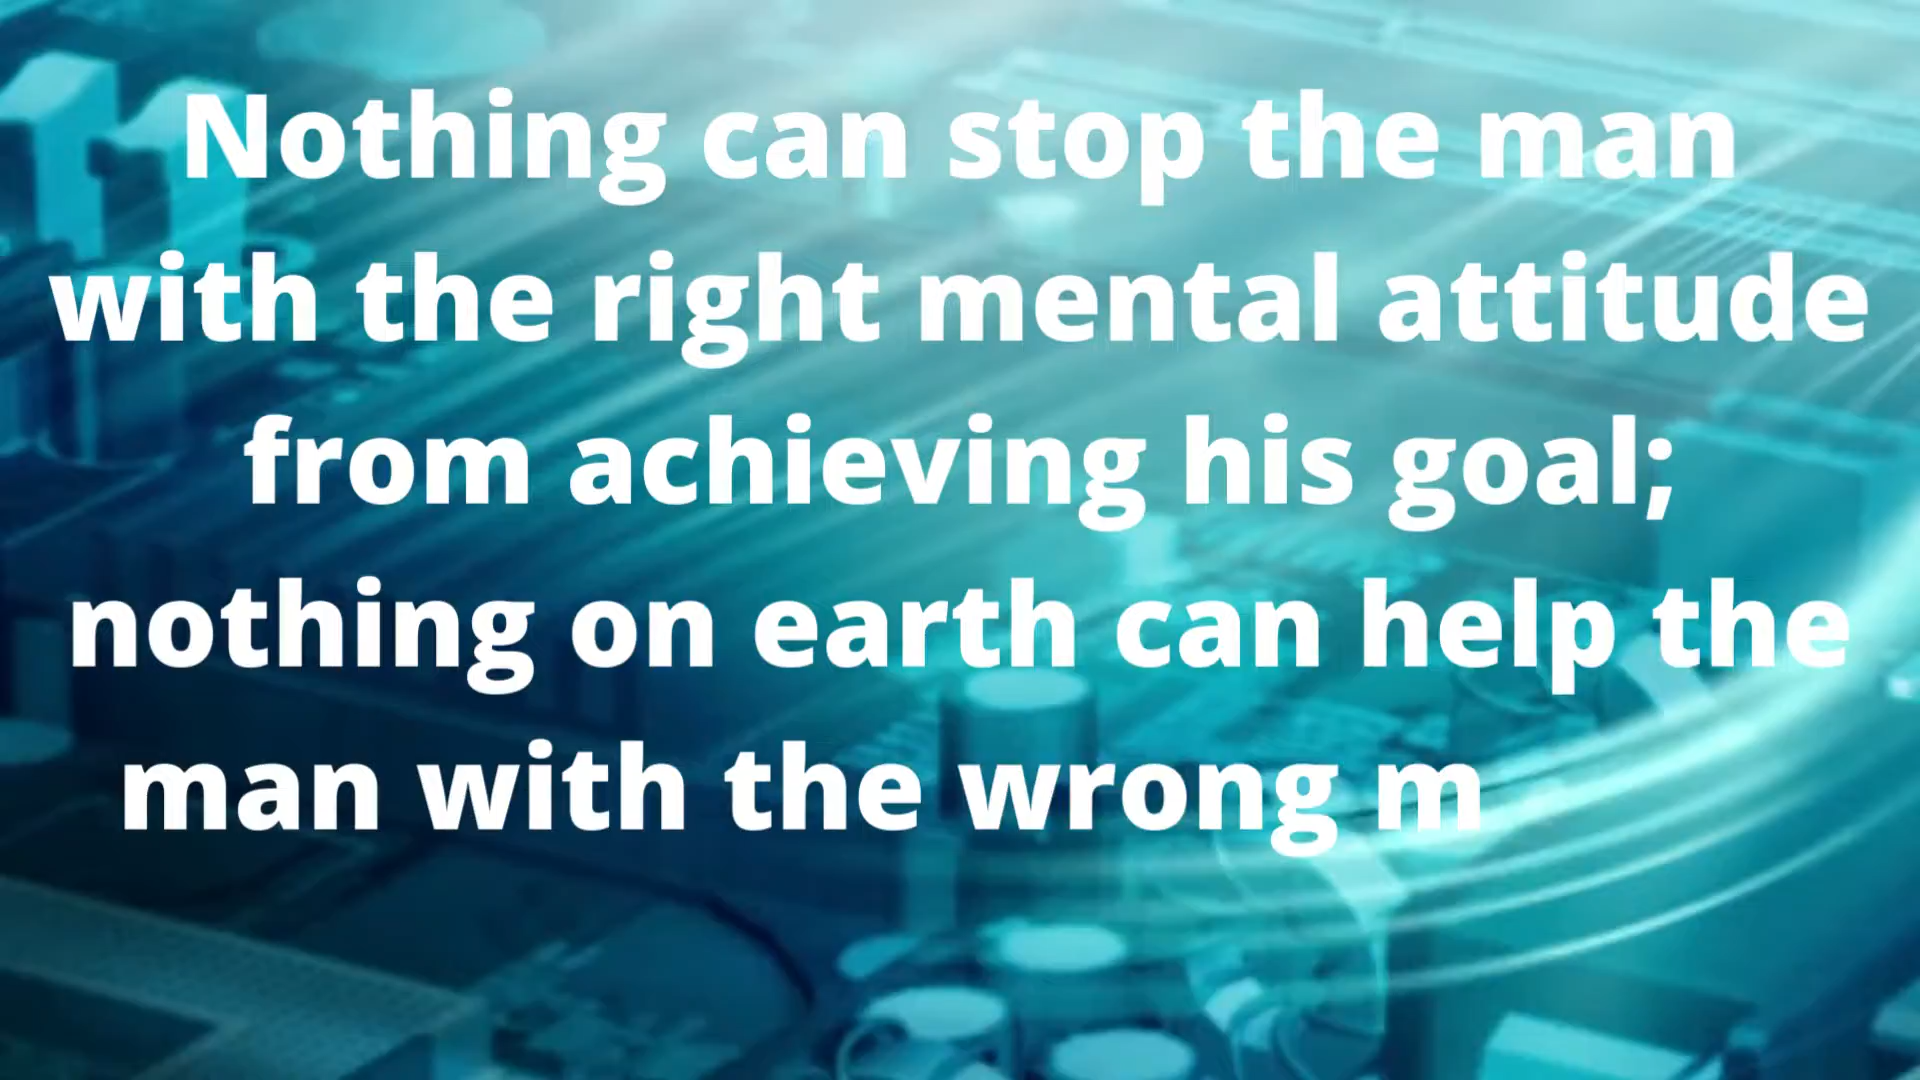 Nothing can stop the man
with the right mental attitude
from achieving his goal;
nothing on earth can help the
man with the wrong m